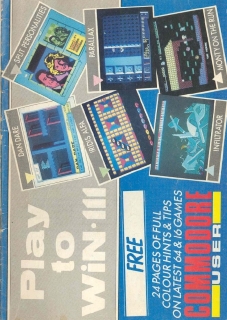 Play
to
WIN·III
SPLIT PERSONALITIES
PARALLAX
MONTY ON THE RUN
DAN DARE
WAY
INFILTRATOR
FREE
24 PAGES OF FULL
COLOUR HINTS & TIPS
ON LATEST 64 & 16 GAMES
COMMODORE
USER